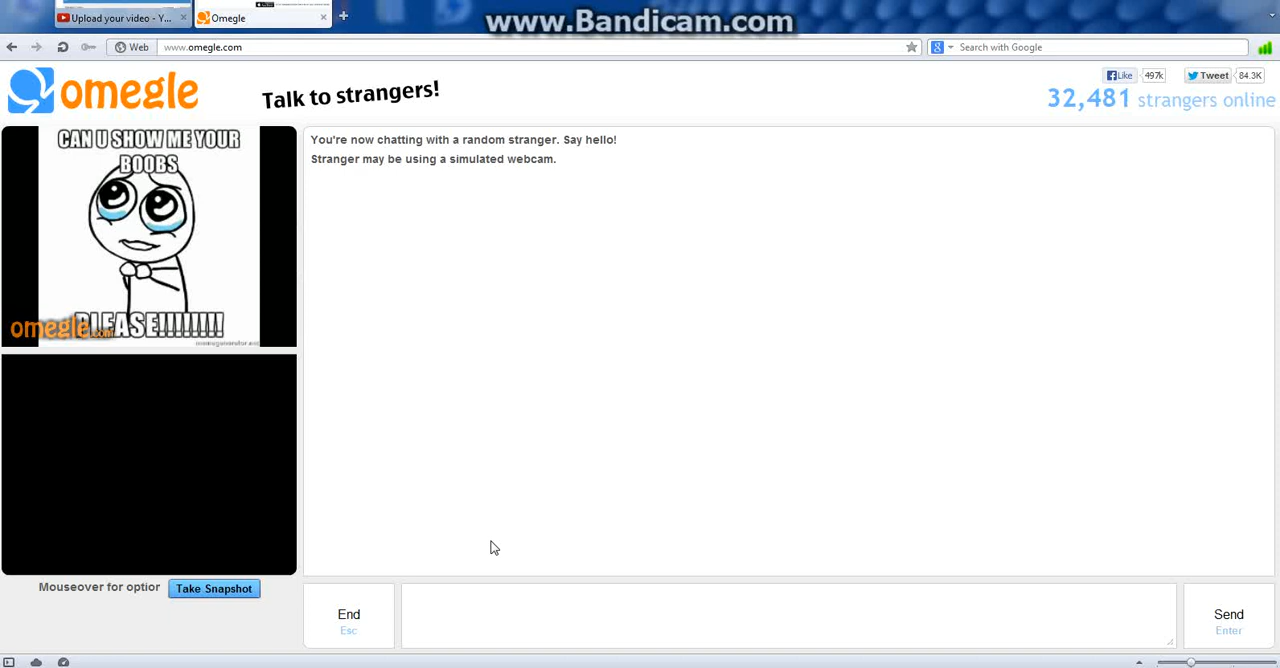 www.Bandicam.com
Upload your video - Y...
Omegle
Web
www.omegle.com
Search with Google
omegle
Talk to strangers!
Like
497k
Tweet
84.3K
32,481 strangers online
CAN U SHOW ME YOUR
BOOBS
PLEASE!!!!!!!!
omegle.com
You're now chatting with a random stranger. Say hello!
Stranger may be using a simulated webcam.
Mouseover for optior
Take Snapshot
End
Esc
Send
Enter